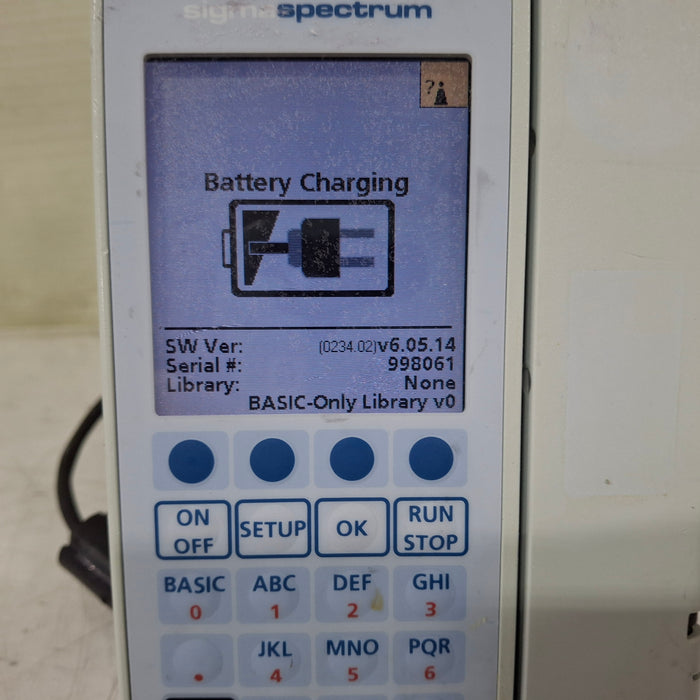 sigmaspectrum
?
Battery Charging
SW Ver: (0234.02)v6.05.14
Serial #: 998061
Library: None
BASIC-Only Library v0
ON OFF SETUP OK RUN STOP
BASIC ABC DEF GHI
0 1 2 3
JKL MNO PQR
. 4 5 6